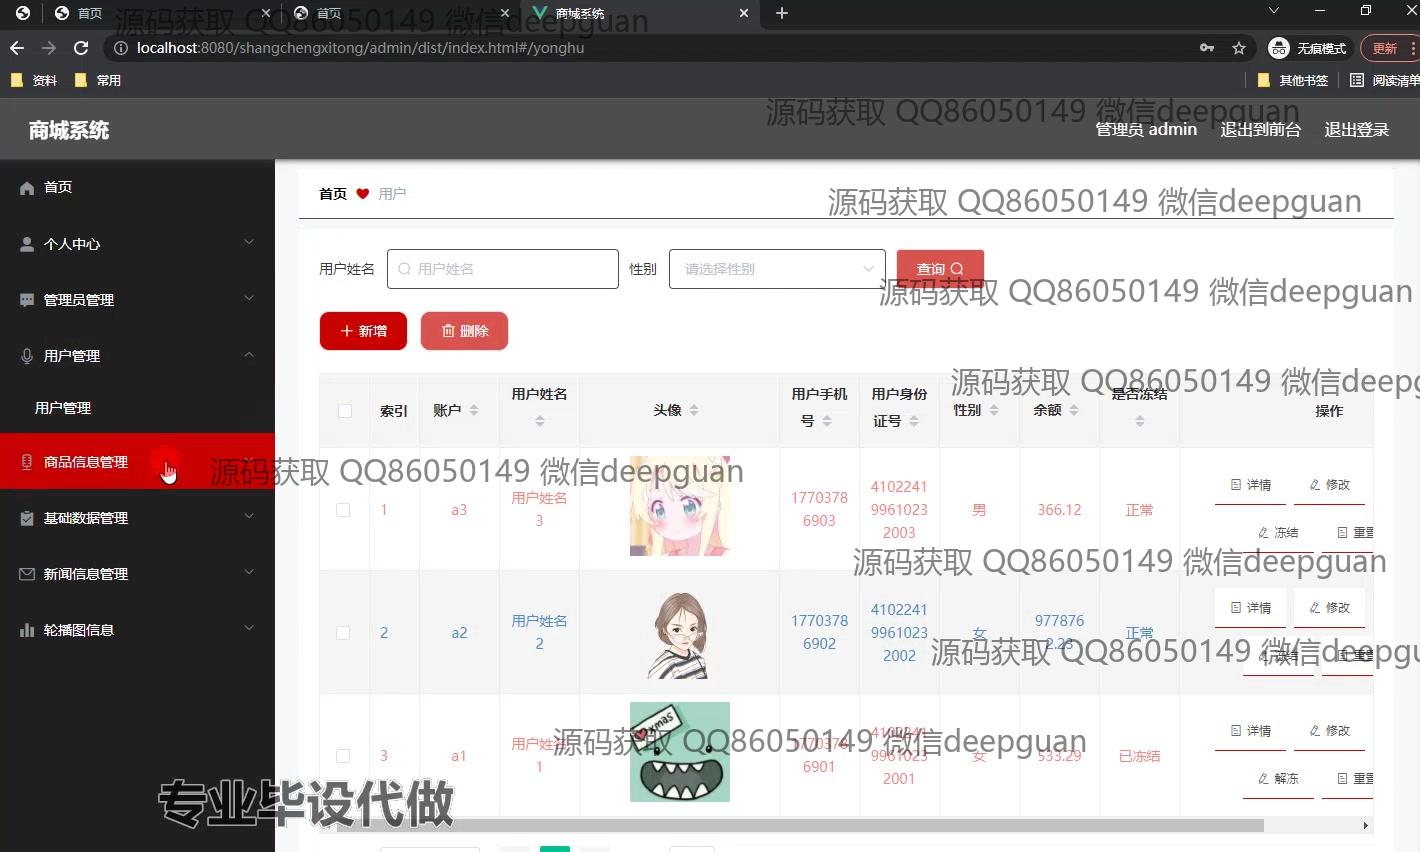 首页
首页
商城系统
源码获取 QQ86050149 微信deepguan
localhost:8080/shangchengxitong/admin/dist/index.html#/yonghu
无痕模式
更新
资料
常用
其他书签
阅读清单
源码获取 QQ86050149 微信deepguan
商城系统
管理员 admin
退出到前台
退出登录
首页
个人中心
管理员管理
用户管理
用户管理
商品信息管理
基础数据管理
新闻信息管理
轮播图信息
首页 用户
源码获取 QQ86050149 微信deepguan
用户姓名
用户姓名
性别
请选择性别
查询
源码获取 QQ86050149 微信deepguan
新增
删除
源码获取 QQ86050149 微信deepg
索引
账户
用户姓名
头像
用户手机
号
用户身份
证号
性别
余额
是否冻结
操作
源码获取 QQ86050149 微信deepguan
1
a3
用户姓名
3
1770378
6903
4102241
9961023
2003
男
366.12
正常
详情
修改
冻结
重置
源码获取 QQ86050149 微信deepguan
2
a2
用户姓名
2
1770378
6902
4102241
9961023
2002
女
977876
2.23
正常
详情
修改
冻结
重置
源码获取 QQ86050149 微信deepgu
3
a1
用户姓名
1
xmas
1770378
6901
4102241
9961023
2001
女
533.29
已冻结
详情
修改
解冻
重置
源码获取 QQ86050149 微信deepguan
专业毕设代做